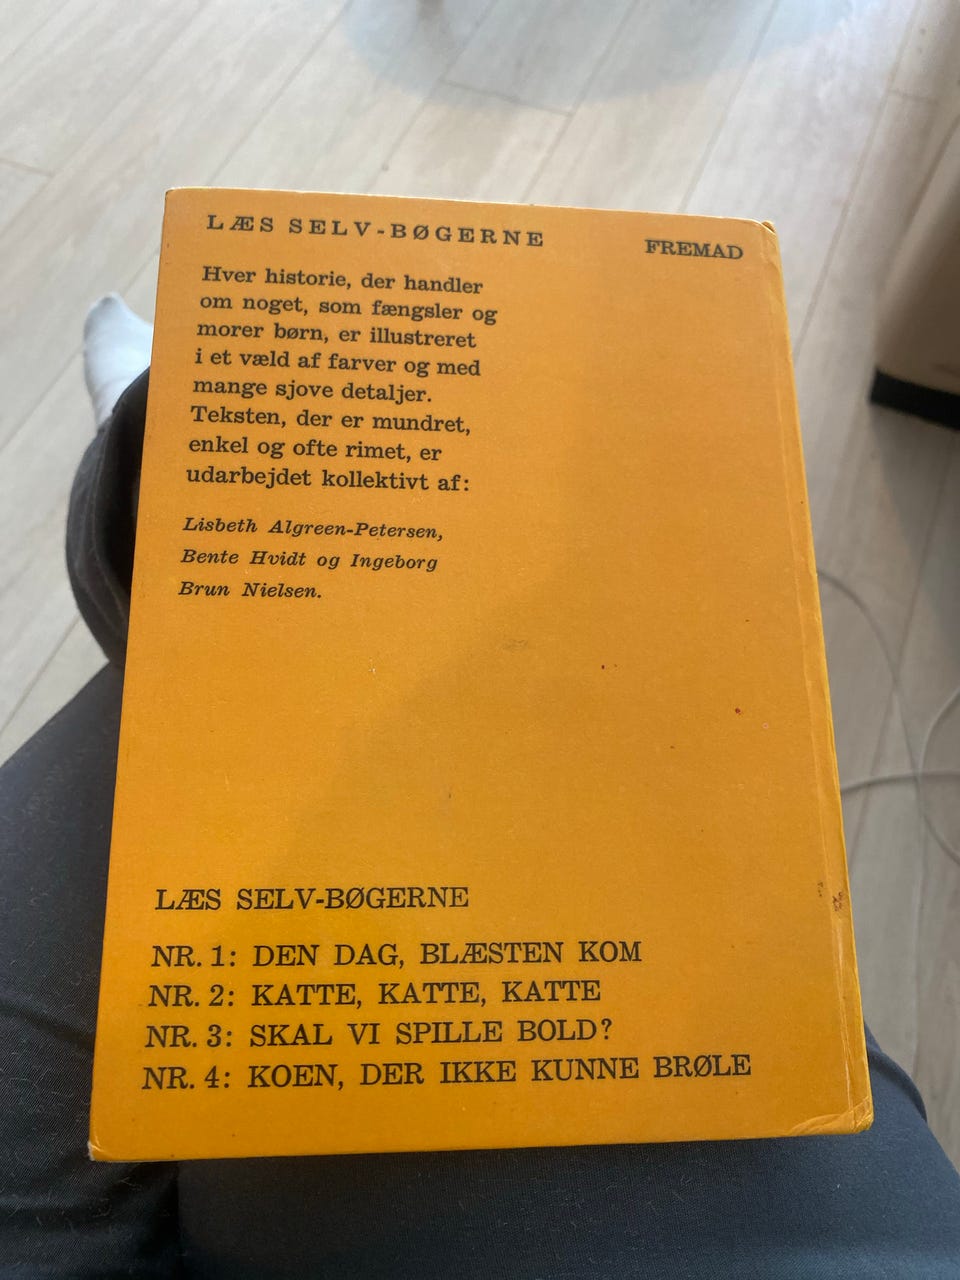 LÆS SELV-BØGERNE
FREMAD
Hver historie, der handler
om noget, som fængsler og
morer børn, er illustreret
i et væld af farver og med
mange sjove detaljer.
Teksten, der er mundret,
enkel og ofte rimet, er
udarbejdet kollektivt af:
Lisbeth Algreen-Petersen,
Bente Hvidt og Ingeborg
Brun Nielsen.
LÆS SELV-BØGERNE
NR. 1: DEN DAG, BLÆSTEN KOM
NR. 2: KATTE, KATTE, KATTE
NR. 3: SKAL VI SPILLE BOLD?
NR. 4: KOEN, DER IKKE KUNNE BRØLE